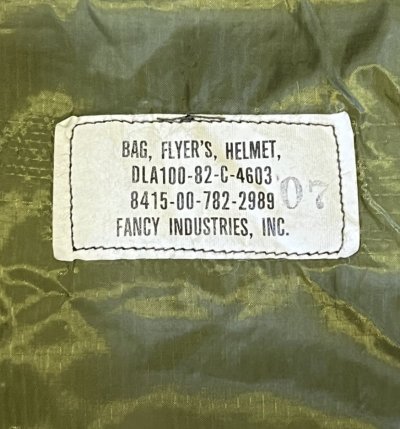 BAG, FLYER'S, HELMET,
DLA100-82-C-4603
8415-00-782-2989 07
FANCY INDUSTRIES, INC.